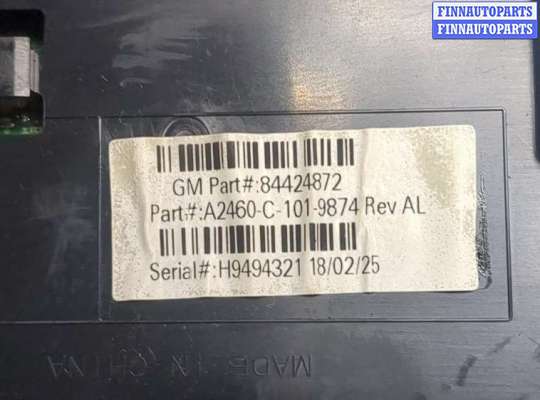 FINNAUTOPARTS
FINNAUTOPARTS
GM Part#:84424872
Part#:A2460-C-101-9874 Rev AL
Serial#:H9494321 18/02/25
MADE IN CHINA